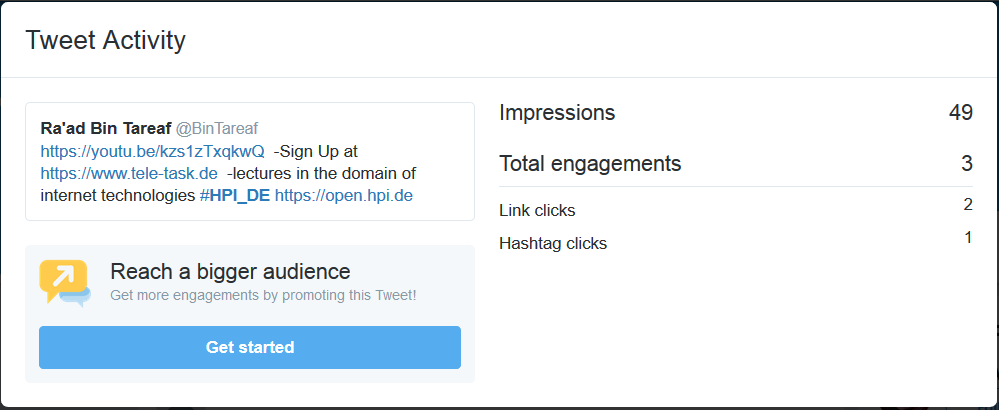 Tweet Activity
Ra'ad Bin Tareaf @BinTareaf
https://youtu.be/kzs1zTxqkwQ -Sign Up at
https://www.tele-task.de -lectures in the domain of
internet technologies #HPI_DE https://open.hpi.de
Reach a bigger audience
Get more engagements by promoting this Tweet!
Get started
Impressions 49
Total engagements 3
Link clicks 2
Hashtag clicks 1